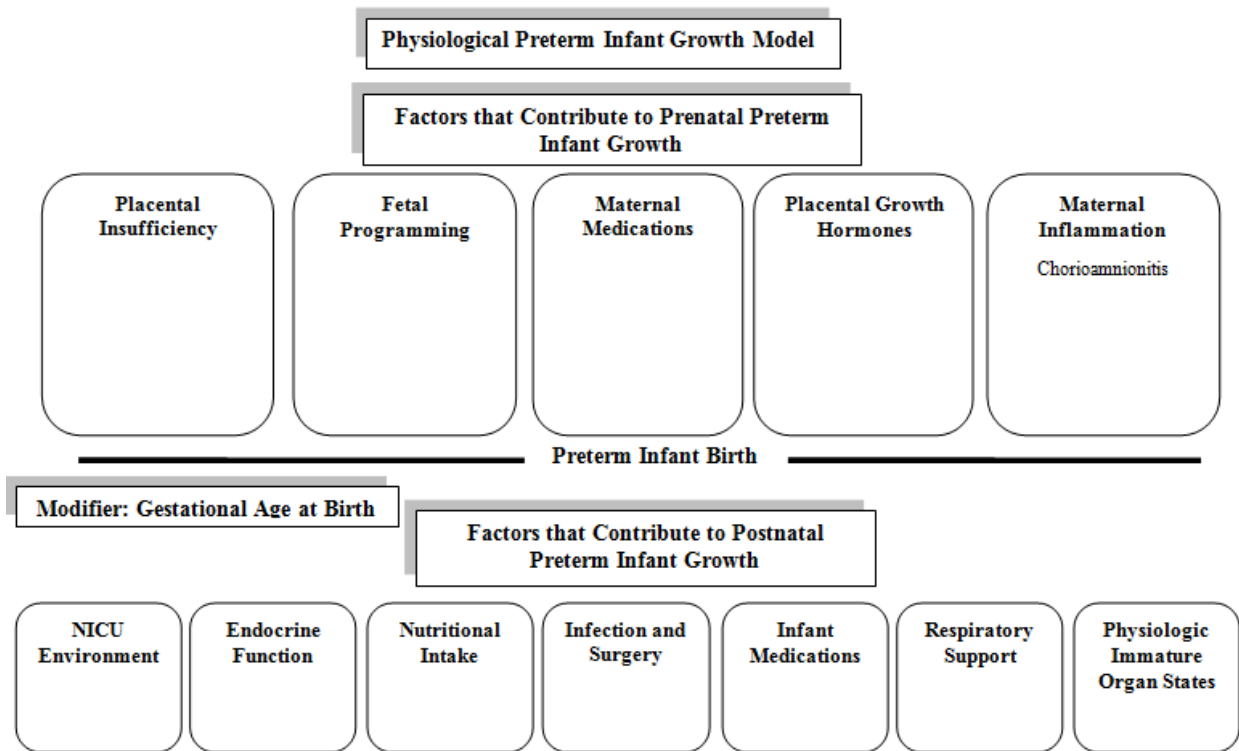 Physiological Preterm Infant Growth Model
Factors that Contribute to Prenatal Preterm
Infant Growth
Placental
Insufficiency
Fetal
Programming
Maternal
Medications
Placental Growth
Hormones
Maternal
Inflammation
Chorioamnionitis
Preterm Infant Birth
Modifier: Gestational Age at Birth
Factors that Contribute to Postnatal
Preterm Infant Growth
NICU
Environment
Endocrine
Function
Nutritional
Intake
Infection and
Surgery
Infant
Medications
Respiratory
Support
Physiologic
Immature
Organ States